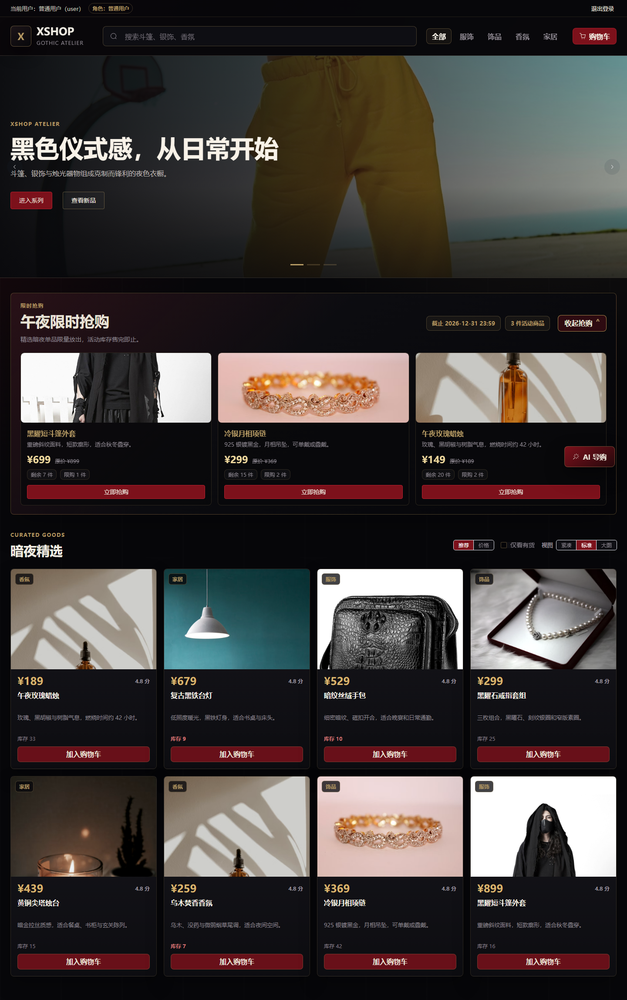 当前用户：普通用户（user）
角色：普通用户
退出登录
X
XSHOP
GOTHIC ATELIER
搜索斗篷、银饰、香氛
全部
服饰
饰品
香氛
家居
购物车
XSHOP ATELIER
黑色仪式感，从日常开始
斗篷、银饰与烛光器物组成克制而锋利的夜色衣橱。
进入系列
查看新品
限时抢购
午夜限时抢购
精选暗夜单品限量放出，活动库存售完即止。
截止 2026-12-31 23:59
3 件活动商品
收起抢购 ^
黑曜短斗篷外套
重磅斜纹面料，短款廓形，适合秋冬叠穿。
¥699 原价 ¥899
剩余 7 件
限购 1 件
立即抢购
冷银月相项链
925 银镀黑金，月相吊坠，可单戴或叠戴。
¥299 原价 ¥369
剩余 15 件
限购 2 件
立即抢购
午夜玫瑰蜡烛
玫瑰、黑胡椒与树脂气息，燃烧时间约 42 小时。
¥149 原价 ¥189
剩余 20 件
限购 2 件
立即抢购
AI 导购
CURATED GOODS
暗夜精选
推荐
价格
仅看有货
视图
紧凑
标准
大图
香氛
¥189
4.8 分
午夜玫瑰蜡烛
玫瑰、黑胡椒与树脂气息，燃烧时间约 42 小时。
库存 33
加入购物车
家居
¥679
4.8 分
复古黑铁台灯
低照度暖光，黑铁灯身，适合书桌与床头。
库存 9
加入购物车
服饰
¥529
4.8 分
暗纹丝绒手包
细密暗纹、磁扣开合，适合晚宴和日常通勤。
库存 10
加入购物车
饰品
¥299
4.8 分
黑曜石戒指套组
三枚组合，黑曜石、刻纹银圈和窄版素圈。
库存 25
加入购物车
家居
¥439
4.8 分
黄铜尖塔烛台
暗金拉丝质感，适合餐桌、书柜与玄关陈列。
库存 15
加入购物车
香氛
¥259
4.8 分
乌木焚香香氛
乌木、没药与微弱烟草尾调，适合夜间空间。
库存 7
加入购物车
饰品
¥369
4.8 分
冷银月相项链
925 银镀黑金，月相吊坠，可单戴或叠戴。
库存 42
加入购物车
服饰
¥899
4.8 分
黑曜短斗篷外套
重磅斜纹面料，短款廓形，适合秋冬叠穿。
库存 16
加入购物车